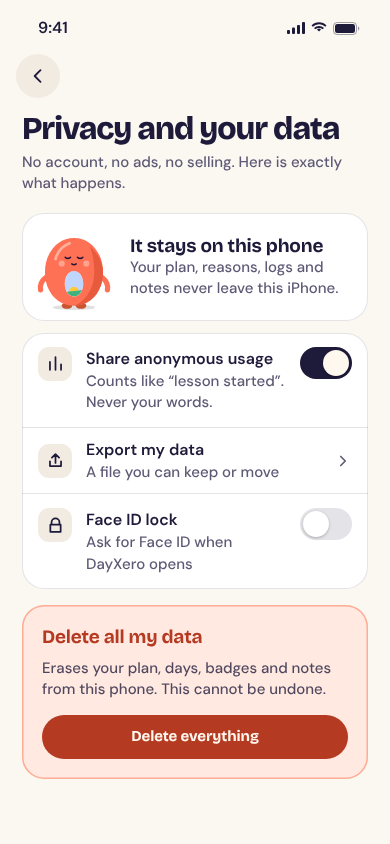 9:41
Privacy and your data
No account, no ads, no selling. Here is exactly
what happens.
It stays on this phone
Your plan, reasons, logs and
notes never leave this iPhone.
Share anonymous usage
Counts like “lesson started”.
Never your words.
Export my data
A file you can keep or move
Face ID lock
Ask for Face ID when
DayXero opens
Delete all my data
Erases your plan, days, badges and notes
from this phone. This cannot be undone.
Delete everything